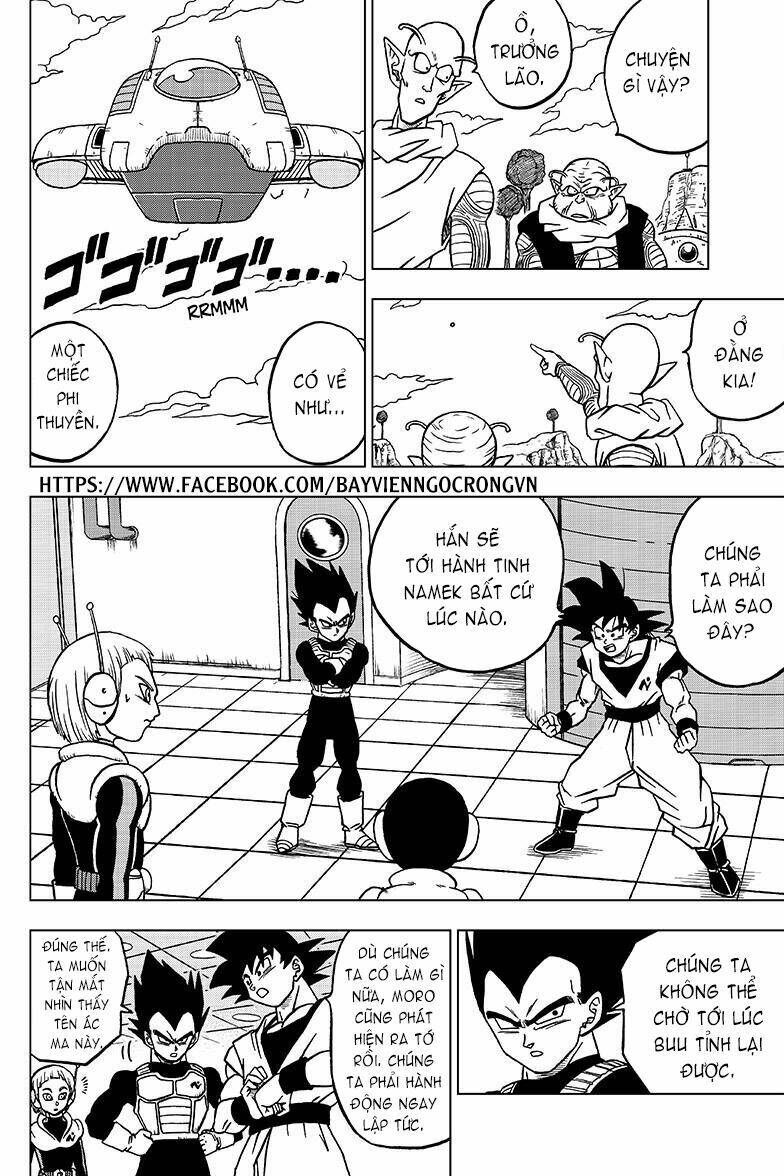 Ồ,
TRƯỞNG
LÃO.
CHUYỆN
GÌ VẬY?
Ở
ĐẰNG
KIA!
ゴゴゴゴ‥‥
RRMMM
CÓ VẺ
NHƯ...
MỘT
CHIẾC
PHI
THUYỀN.
HTTPS://WWW.FACEBOOK.COM/BAYVIENNGOCRONGVN
CHÚNG
TA PHẢI
LÀM SAO
ĐÂY?
HẮN SẼ
TỚI HÀNH TINH
NAMEK BẤT CỨ
LÚC NÀO.
CHÚNG TA
KHÔNG THỂ
CHỜ TỚI LÚC
BUU TỈNH LẠI
ĐƯỢC.
DÙ CHÚNG
TA CÓ LÀM GÌ
NỮA, MORO
CŨNG PHÁT
HIỆN RA TỚ
RỒI. CHÚNG
TA PHẢI HÀNH
ĐỘNG NGAY
LẬP TỨC.
ĐÚNG THẾ.
TA MUỐN
TẬN MẮT
NHÌN THẤY
TÊN ÁC
MA NÀY.